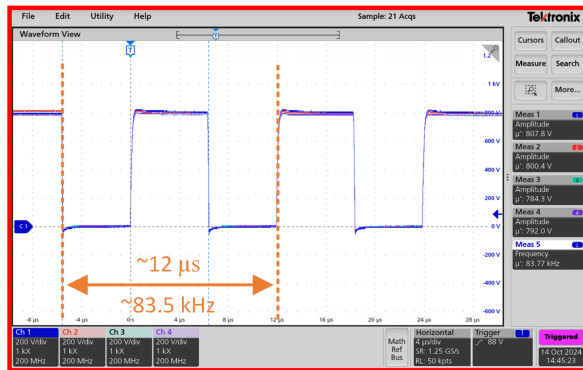 File Edit Utility Help Sample: 21 Acqs Tektronix
Waveform View
Cursors Callout
Measure Search
More...
1 kV
800 V
600 V
400 V
200 V
0 V
-200 V
-400 V
-600 V
Meas 1 1
Amplitude
µ': 807.8 V
Meas 2 2
Amplitude
µ': 800.4 V
Meas 3 3
Amplitude
µ': 784.3 V
Meas 4 4
Amplitude
µ': 792.0 V
Meas 5 1
Frequency
µ': 83.77 kHz
C1
~12 µs
~83.5 kHz
-8 µs -4 µs 0 s 4 µs 8 µs 12 µs 16 µs 20 µs 24 µs 28 µs
Ch 1
200 V/div
1 kX
200 MHz
Ch 2
200 V/div
1 kX
200 MHz
Ch 3
200 V/div
1 kX
200 MHz
Ch 4
200 V/div
1 kX
200 MHz
Math
Ref
Bus
Horizontal
4 µs/div
SR: 1.25 GS/s
RL: 50 kpts
Trigger 1
88 V
Triggered
14 Oct 2024
14:45:23